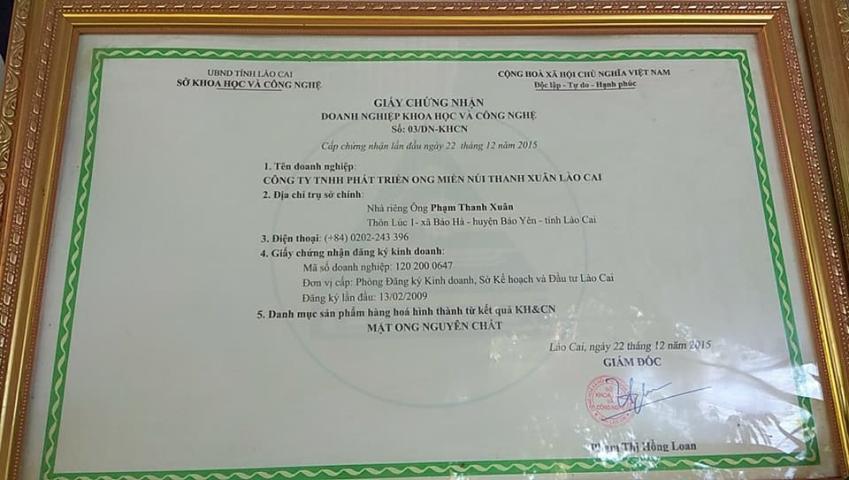 UBND TỈNH LÀO CAI
SỞ KHOA HỌC VÀ CÔNG NGHỆ
CỘNG HOÀ XÃ HỘI CHỦ NGHĨA VIỆT NAM
Độc lập - Tự do - Hạnh phúc
GIẤY CHỨNG NHẬN
DOANH NGHIỆP KHOA HỌC VÀ CÔNG NGHỆ
Số: 03/DN-KHCN
Cấp chứng nhận lần đầu ngày 22 tháng 12 năm 2015
1. Tên doanh nghiệp:
CÔNG TY TNHH PHÁT TRIỂN ONG MIỀN NÚI THANH XUÂN LÀO CAI
2. Địa chỉ trụ sở chính:
Nhà riêng Ông Phạm Thanh Xuân
Thôn Lúc 1- xã Bảo Hà - huyện Bảo Yên - tỉnh Lào Cai
3. Điện thoại: (+84) 0202-243 396
4. Giấy chứng nhận đăng ký kinh doanh:
Mã số doanh nghiệp: 120 200 0647
Đơn vị cấp: Phòng Đăng ký Kinh doanh, Sở Kế hoạch và Đầu tư Lào Cai
Đăng ký lần đầu: 13/02/2009
5. Danh mục sản phẩm hàng hoá hình thành từ kết quả KH&CN
MẬT ONG NGUYÊN CHẤT
Lào Cai, ngày 22 tháng 12 năm 2015
GIÁM ĐỐC
SỞ
KHOA HỌC
VÀ
CÔNG NGHỆ
Phạm Thị Hồng Loan